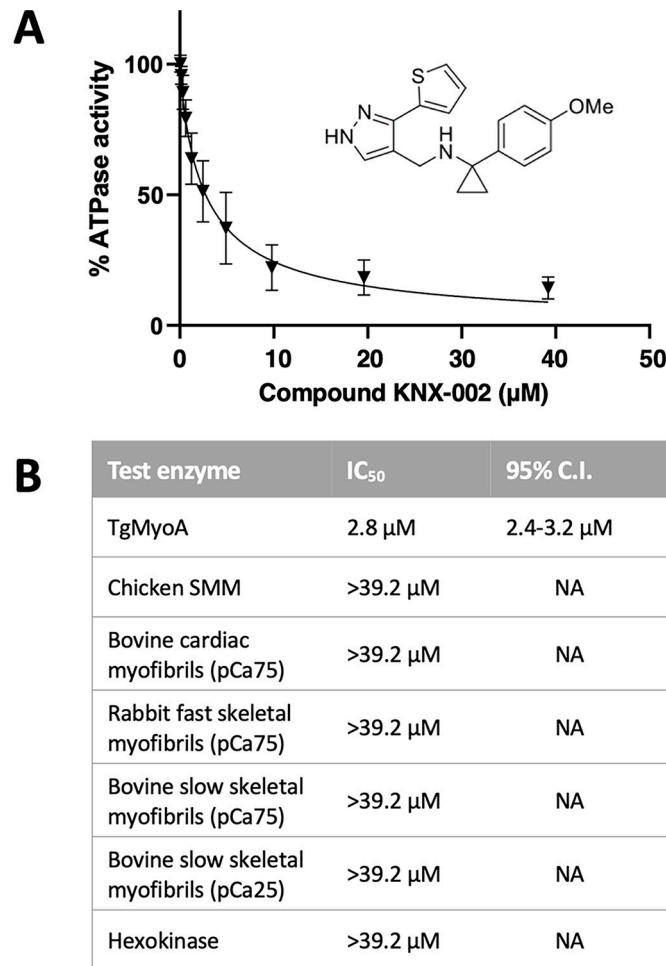 A
% ATPase activity
100
50
0
0
10
20
30
40
50
Compound KNX-002 (µM)
S
N
HN
H
N
OMe
B
Test enzyme IC₅₀ 95% C.I.
TgMyoA 2.8 µM 2.4-3.2 µM
Chicken SMM >39.2 µM NA
Bovine cardiac
myofibrils (pCa75) >39.2 µM NA
Rabbit fast skeletal
myofibrils (pCa75) >39.2 µM NA
Bovine slow skeletal
myofibrils (pCa75) >39.2 µM NA
Bovine slow skeletal
myofibrils (pCa25) >39.2 µM NA
Hexokinase >39.2 µM NA